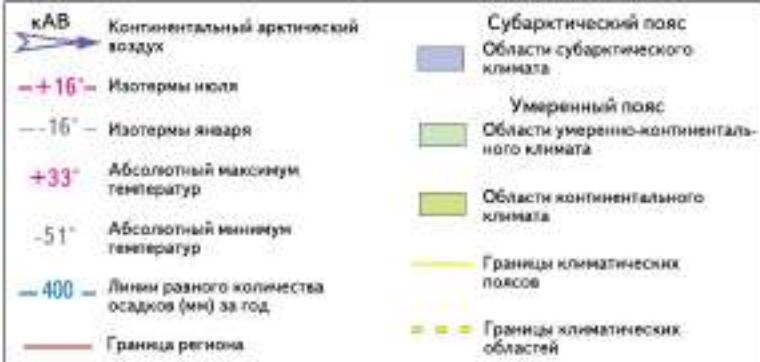 кАВ
Континентальный арктический
воздух
+16°
Изотермы июля
-16°
Изотермы января
+33°
Абсолютный максимум
температур
-51°
Абсолютный минимум
температур
400
Линии равного количества
осадков (мм) за год
Граница региона
Субарктический пояс
Области субарктического
климата
Умеренный пояс
Области умеренно-континенталь-
ного климата
Области континентального
климата
Границы климатических
поясов
Границы климатических
областей